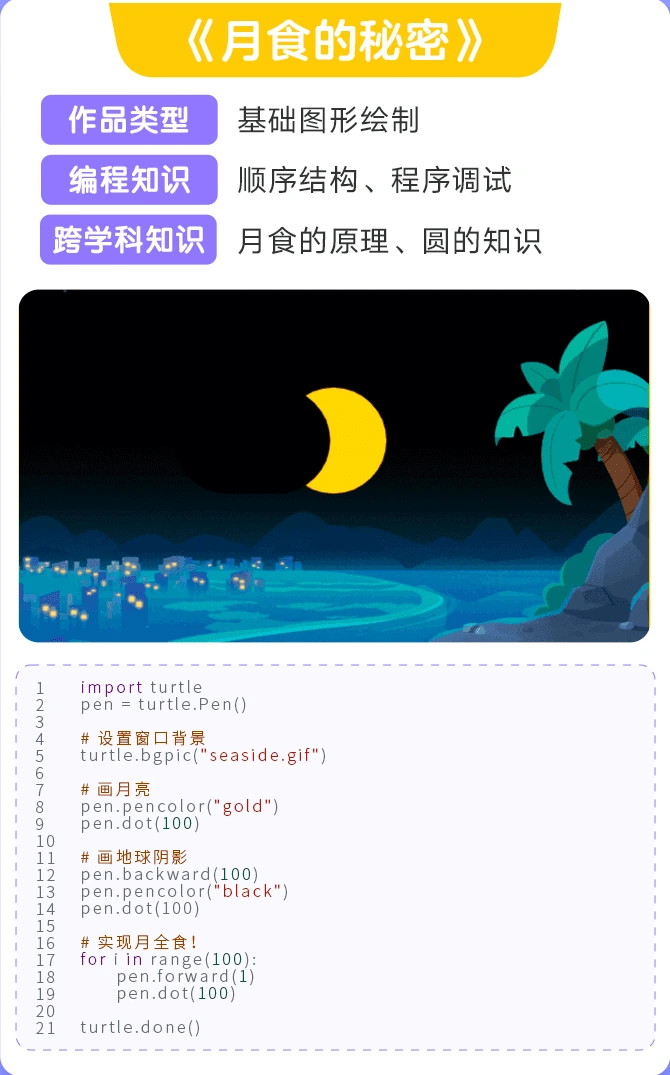 《月食的秘密》
作品类型 基础图形绘制
编程知识 顺序结构、程序调试
跨学科知识 月食的原理、圆的知识
1 import turtle
2 pen = turtle.Pen()
3
4 # 设置窗口背景
5 turtle.bgpic("seaside.gif")
6
7 # 画月亮
8 pen.pencolor("gold")
9 pen.dot(100)
10
11 # 画地球阴影
12 pen.backward(100)
13 pen.pencolor("black")
14 pen.dot(100)
15
16 # 实现月全食！
17 for i in range(100):
18 pen.forward(1)
19 pen.dot(100)
20
21 turtle.done()